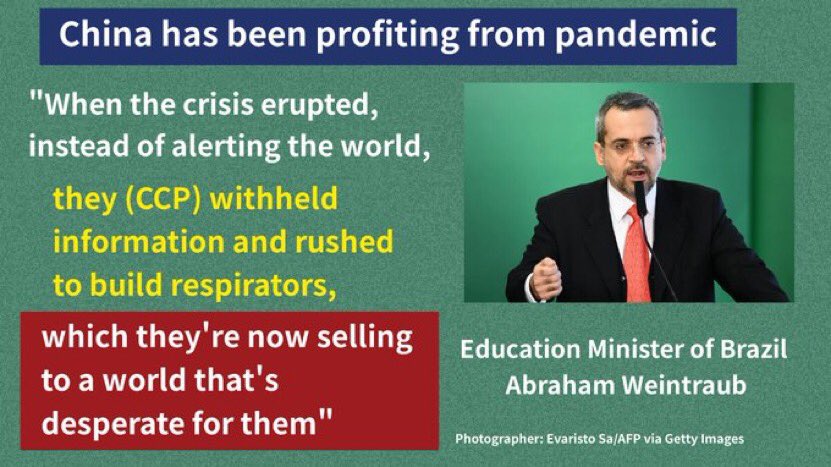 China has been profiting from pandemic
"When the crisis erupted,
instead of alerting the world,
they (CCP) withheld
information and rushed
to build respirators,
which they're now selling
to a world that's
desperate for them"
Education Minister of Brazil
Abraham Weintraub
Photographer: Evaristo Sa/AFP via Getty Images